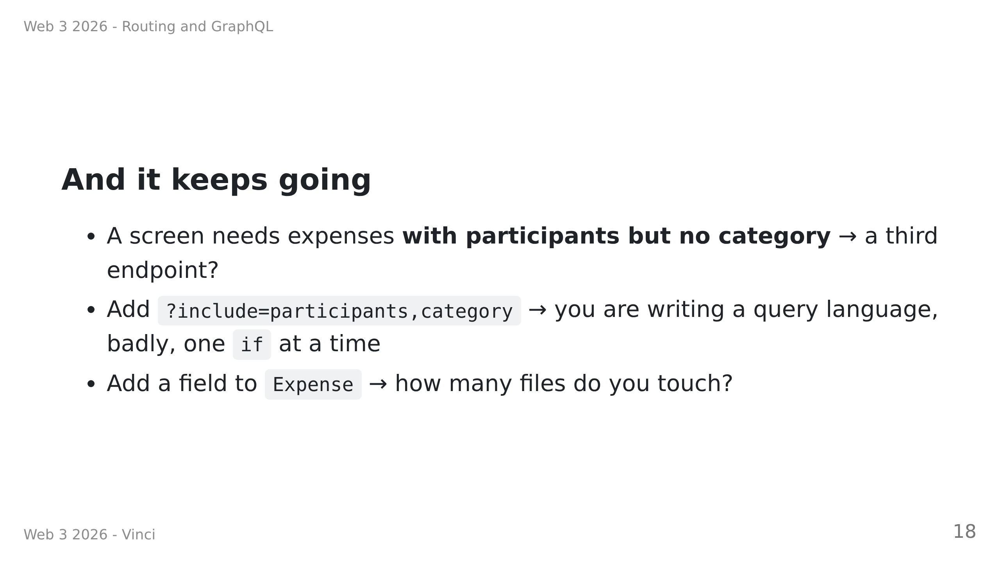 Web 3 2026 - Routing and GraphQL
And it keeps going
• A screen needs expenses with participants but no category → a third
endpoint?
• Add ?include=participants,category → you are writing a query language,
badly, one if at a time
• Add a field to Expense → how many files do you touch?
Web 3 2026 - Vinci
18